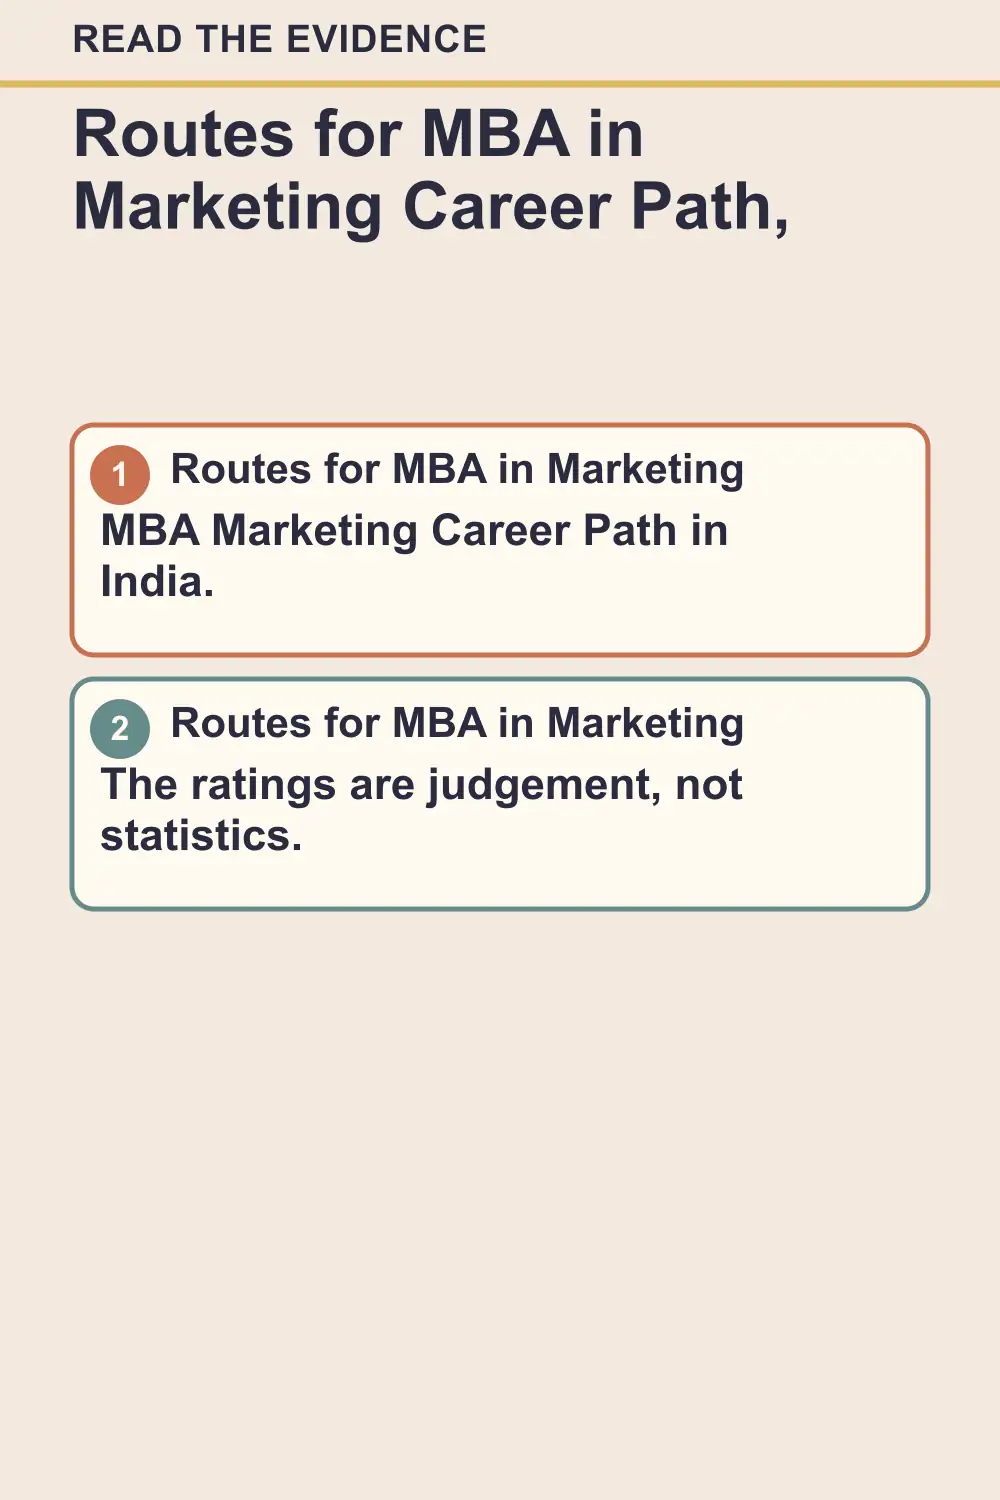 READ THE EVIDENCE
Routes for MBA in
Marketing Career Path,
1 Routes for MBA in Marketing
MBA Marketing Career Path in
India.
2 Routes for MBA in Marketing
The ratings are judgement, not
statistics.